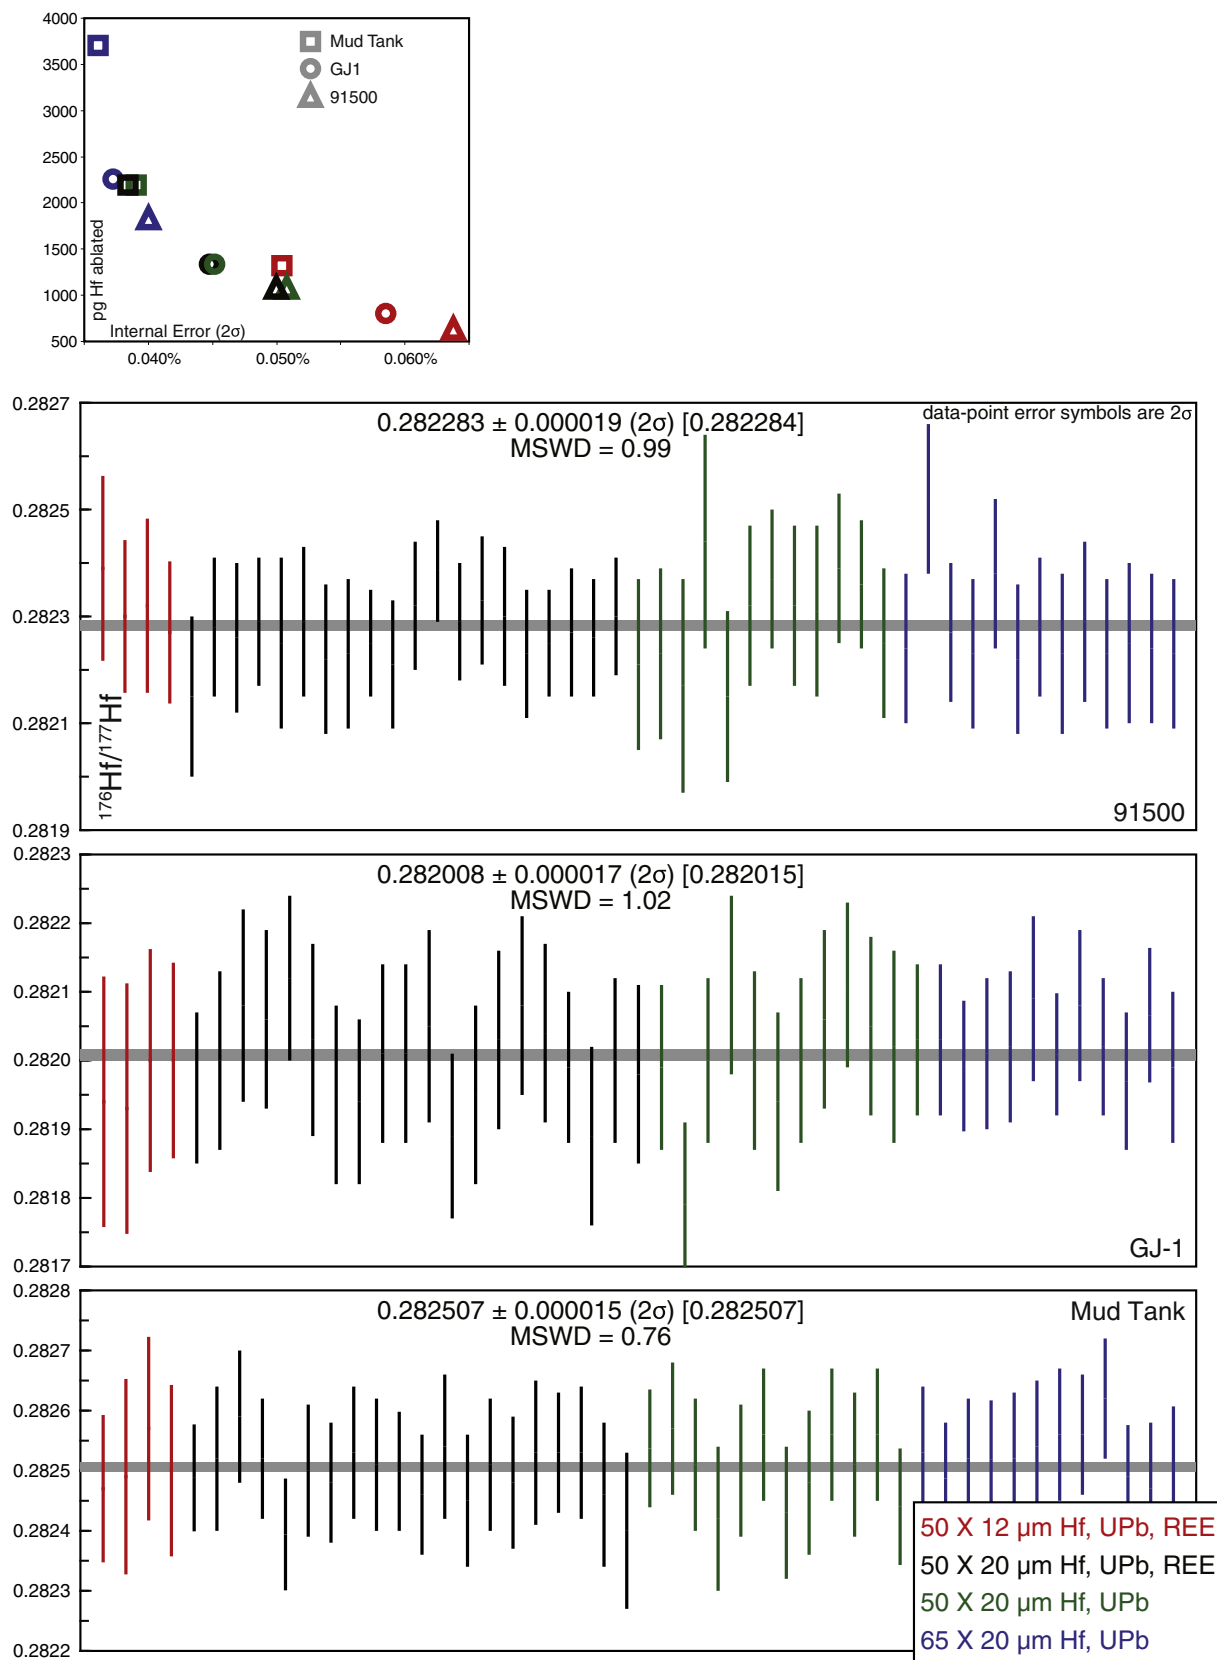 4000
3500
3000
2500
2000
1500
1000
500
pg Hf ablated
Mud Tank
GJ1
91500
Internal Error (2σ)
0.040%
0.050%
0.060%
0.2827
0.2825
0.2823
0.2821
0.2819
0.282283 ± 0.000019 (2σ) [0.282284]
MSWD = 0.99
data-point error symbols are 2σ
176Hf/177Hf
91500
0.2823
0.2822
0.2821
0.2820
0.2819
0.2818
0.2817
0.282008 ± 0.000017 (2σ) [0.282015]
MSWD = 1.02
GJ-1
0.2828
0.2827
0.2826
0.2825
0.2824
0.2823
0.2822
0.282507 ± 0.000015 (2σ) [0.282507]
MSWD = 0.76
Mud Tank
50 X 12 µm Hf, UPb, REE
50 X 20 µm Hf, UPb, REE
50 X 20 µm Hf, UPb
65 X 20 µm Hf, UPb